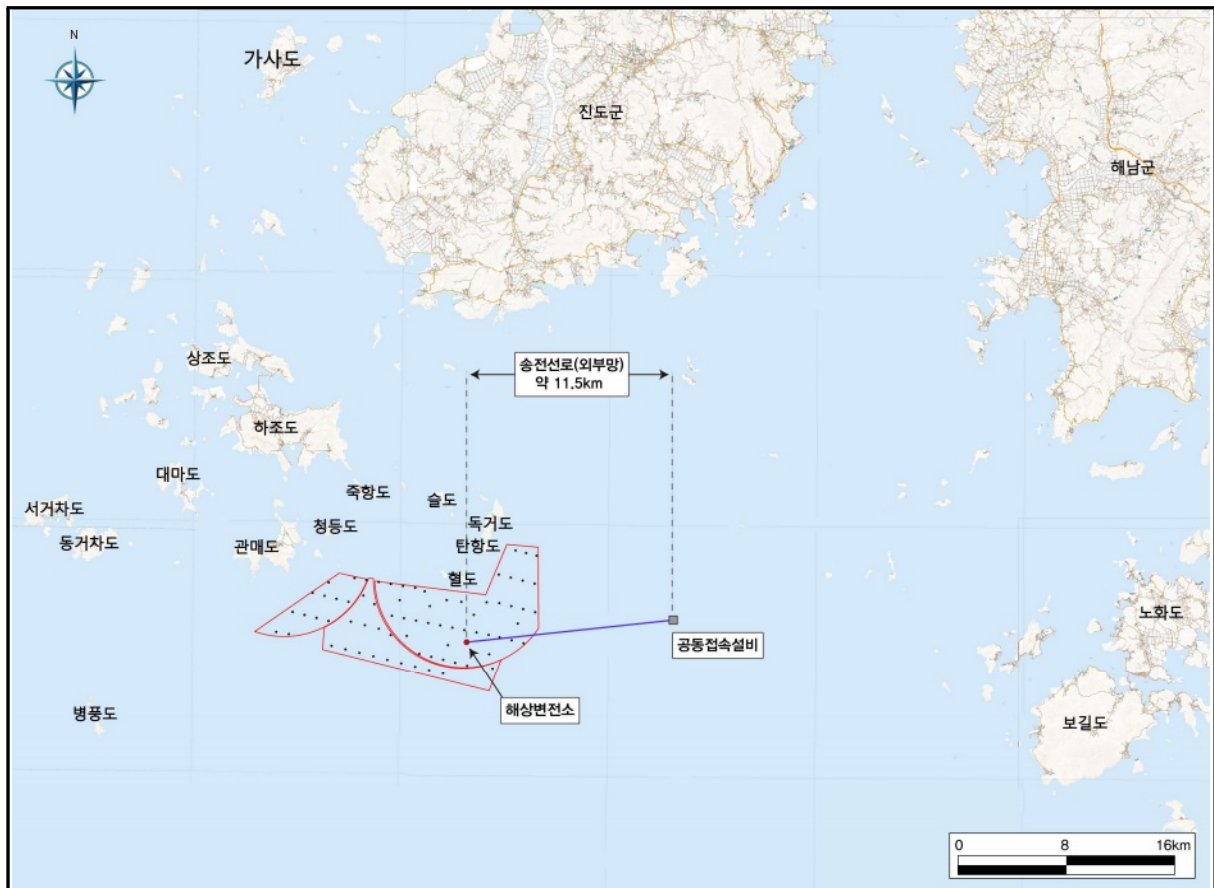 N
가사도
진도군
해남군
상조도
송전선로(외부망)
약 11.5km
하조도
대마도
죽항도
슬도
서거차도
독거도
청등도
동거차도
관매도
탄항도
혈도
노화도
공동접속설비
해상변전소
병풍도
보길도
0 8 16km